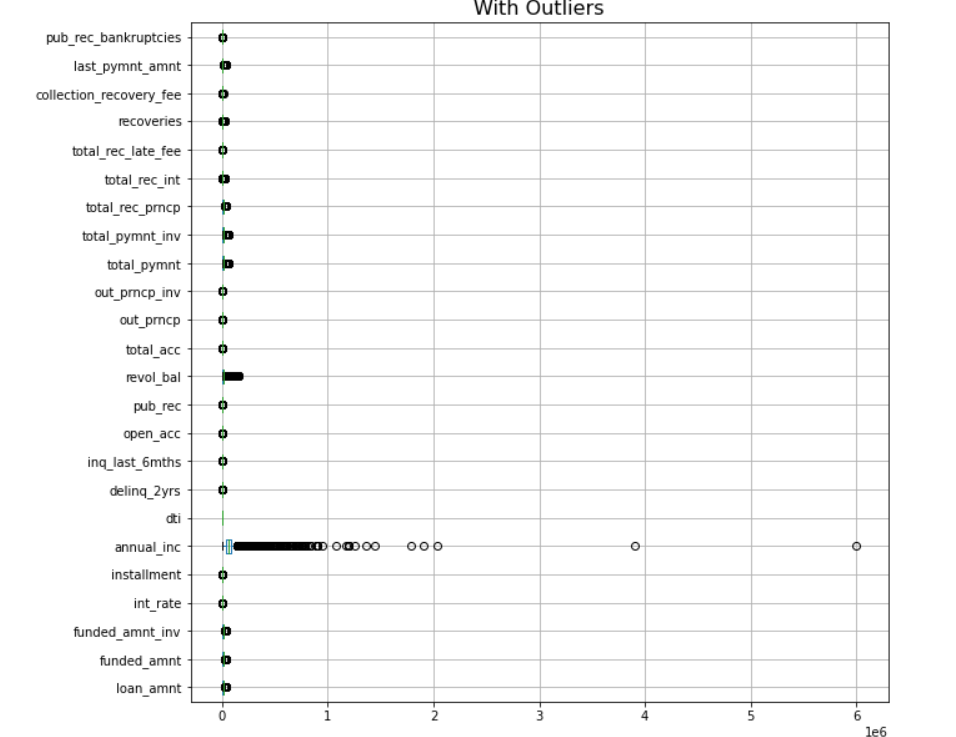 With Outliers
pub_rec_bankruptcies
last_pymnt_amnt
collection_recovery_fee
recoveries
total_rec_late_fee
total_rec_int
total_rec_prncp
total_pymnt_inv
total_pymnt
out_prncp_inv
out_prncp
total_acc
revol_bal
pub_rec
open_acc
inq_last_6mths
delinq_2yrs
dti
annual_inc
installment
int_rate
funded_amnt_inv
funded_amnt
loan_amnt
0 1 2 3 4 5 6
1e6